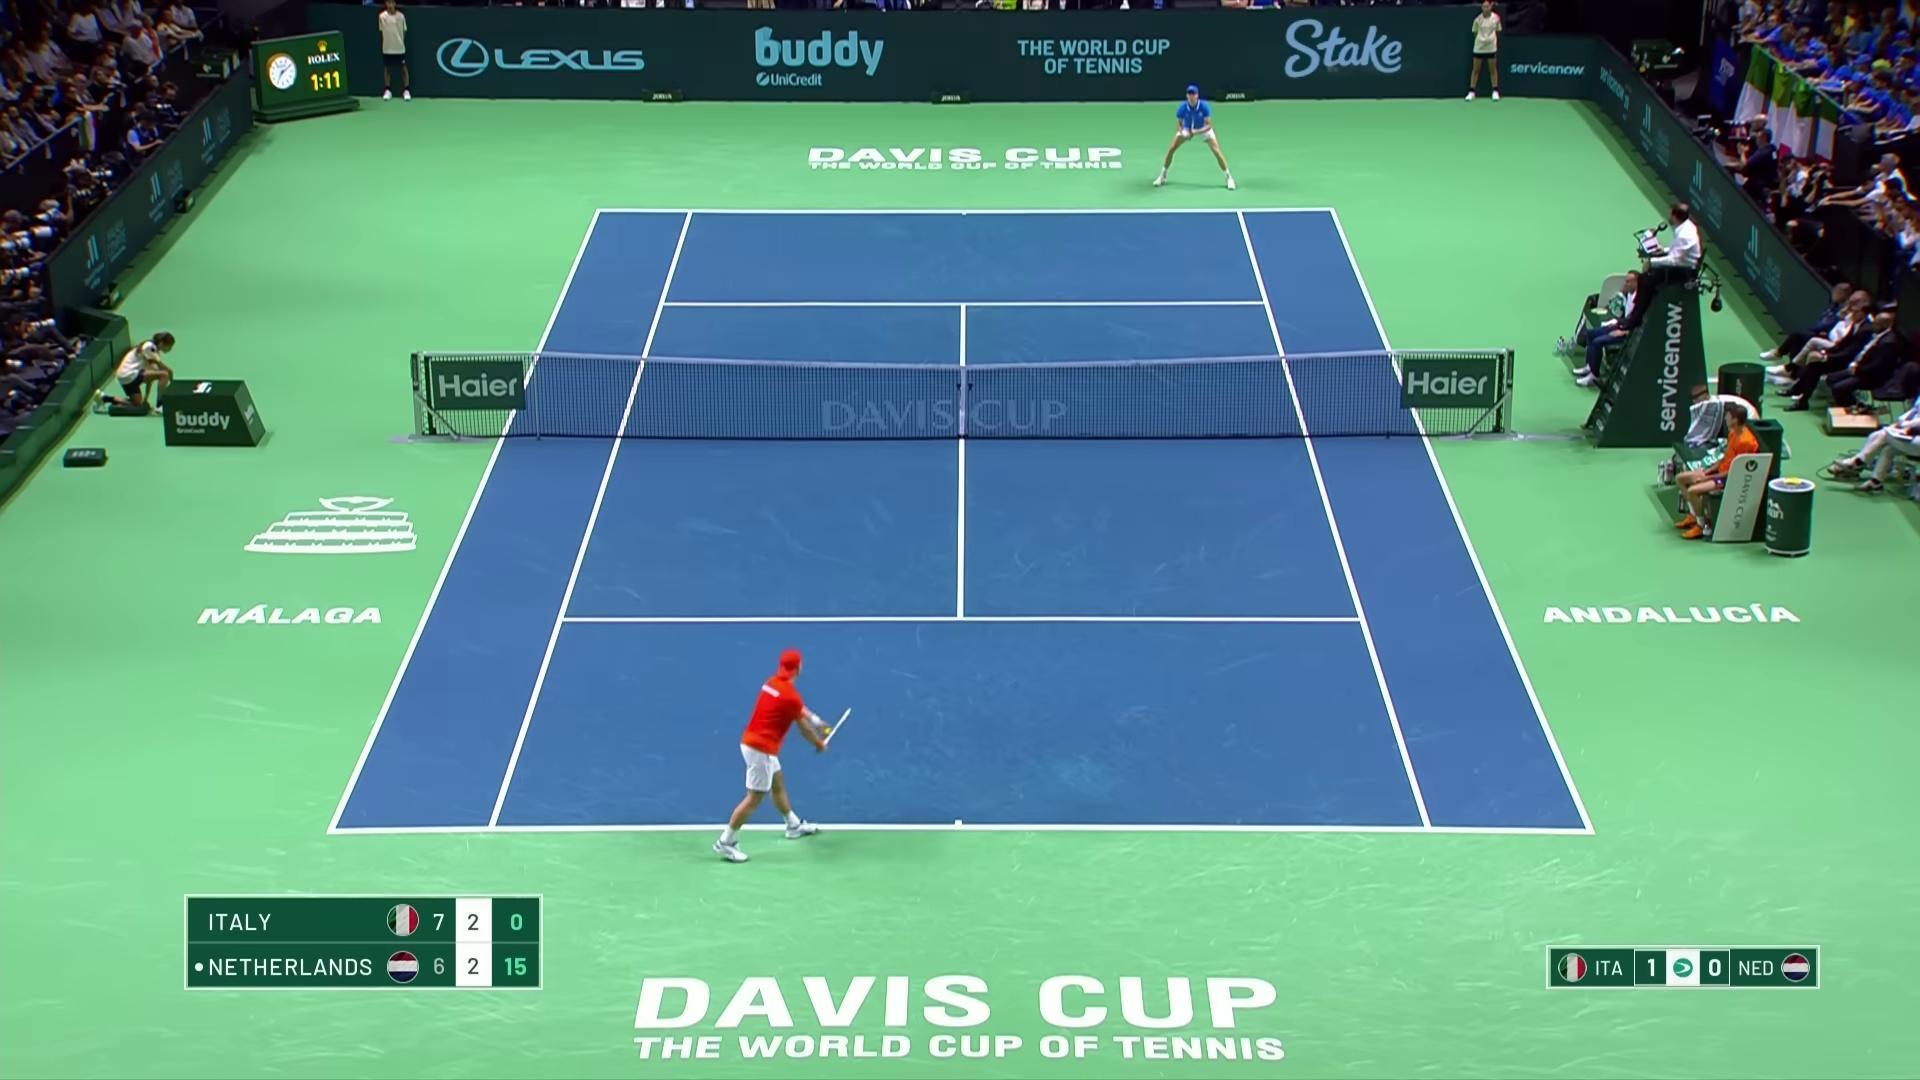 ROLEX
1:11
LEXUS
buddy
UniCredit
THE WORLD CUP
OF TENNIS
Stake
servicenow
DAVIS CUP
THE WORLD CUP OF TENNIS
Haier
Haier
DAVIS CUP
servicenow
buddy
DAVIS CUP
MÁLAGA
ANDALUCÍA
ITALY 7 2 0
NETHERLANDS 6 2 15
ITA 1 0 NED
DAVIS CUP
THE WORLD CUP OF TENNIS